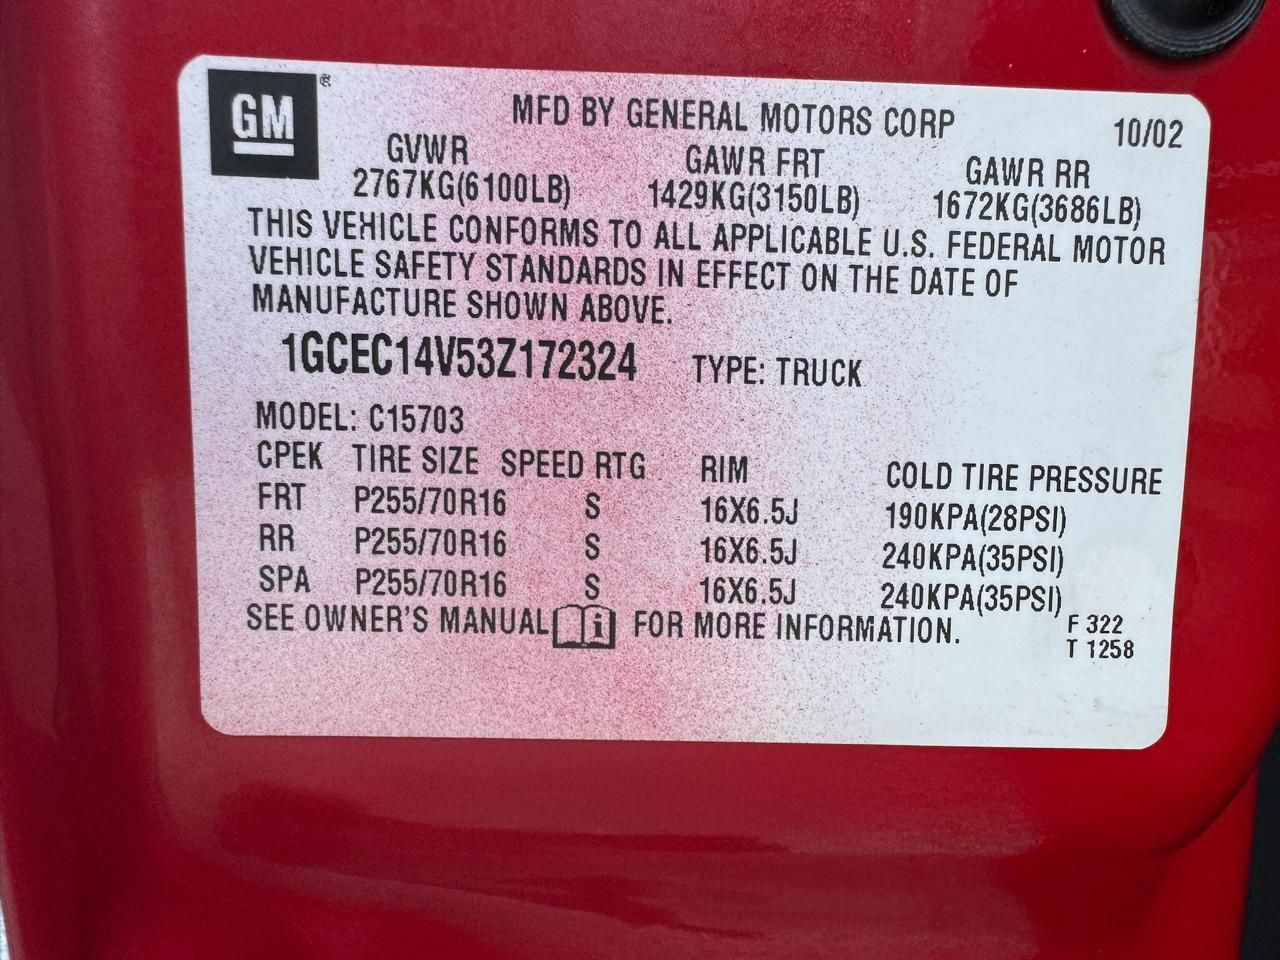 GM ®
MFD BY GENERAL MOTORS CORP 10/02
GVWR GAWR FRT GAWR RR
2767KG(6100LB) 1429KG(3150LB) 1672KG(3686LB)
THIS VEHICLE CONFORMS TO ALL APPLICABLE U.S. FEDERAL MOTOR
VEHICLE SAFETY STANDARDS IN EFFECT ON THE DATE OF
MANUFACTURE SHOWN ABOVE.
1GCEC14V53Z172324 TYPE: TRUCK
MODEL: C15703
CPEK TIRE SIZE SPEED RTG RIM COLD TIRE PRESSURE
FRT P255/70R16 S 16X6.5J 190KPA(28PSI)
RR P255/70R16 S 16X6.5J 240KPA(35PSI)
SPA P255/70R16 S 16X6.5J 240KPA(35PSI)
SEE OWNER'S MANUAL i FOR MORE INFORMATION.
F 322
T 1258